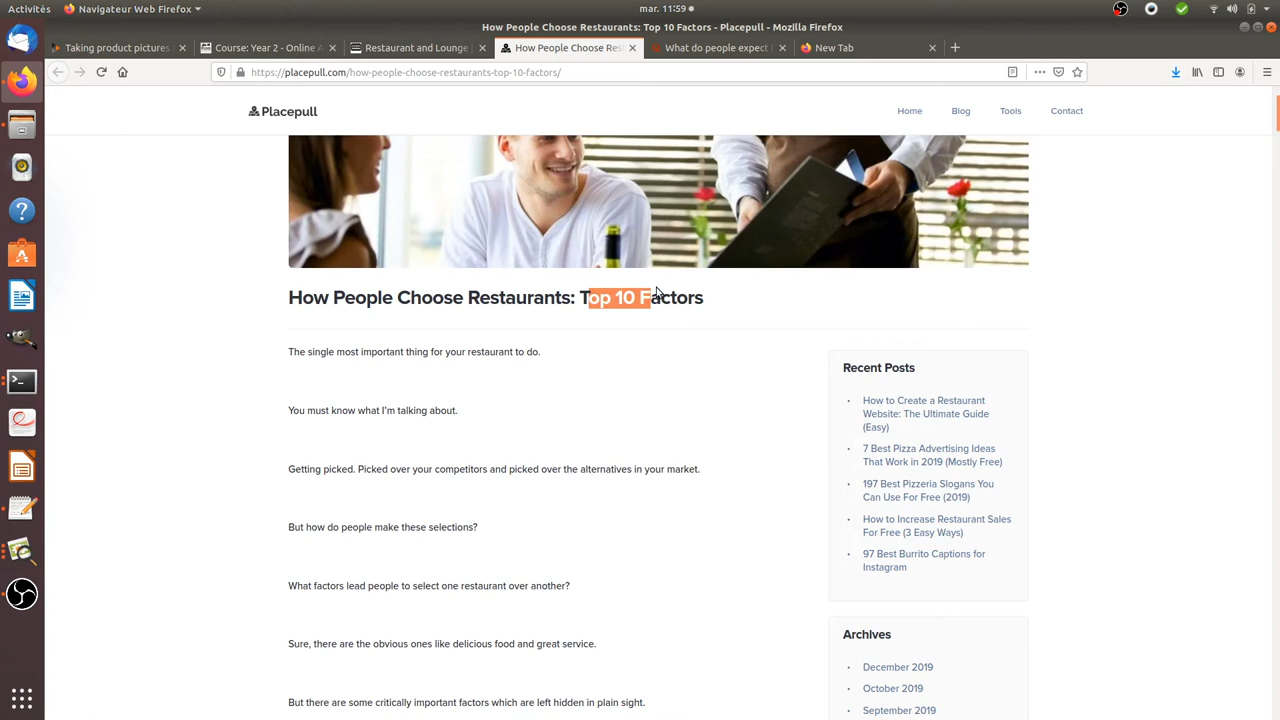 Activités
Navigateur Web Firefox
mar. 11:59
How People Choose Restaurants: Top 10 Factors - Placepull - Mozilla Firefox
Taking product pictures
Course: Year 2 - Online A
Restaurant and Lounge
How People Choose Res
What do people expect
New Tab
https://placepull.com/how-people-choose-restaurants-top-10-factors/
Placepull
Home
Blog
Tools
Contact
How People Choose Restaurants: Top 10 Factors
The single most important thing for your restaurant to do.
You must know what I'm talking about.
Getting picked. Picked over your competitors and picked over the alternatives in your market.
But how do people make these selections?
What factors lead people to select one restaurant over another?
Sure, there are the obvious ones like delicious food and great service.
But there are some critically important factors which are left hidden in plain sight.
Recent Posts
How to Create a Restaurant
Website: The Ultimate Guide
(Easy)
7 Best Pizza Advertising Ideas
That Work in 2019 (Mostly Free)
197 Best Pizzeria Slogans You
Can Use For Free (2019)
How to Increase Restaurant Sales
For Free (3 Easy Ways)
97 Best Burrito Captions for
Instagram
Archives
December 2019
October 2019
September 2019